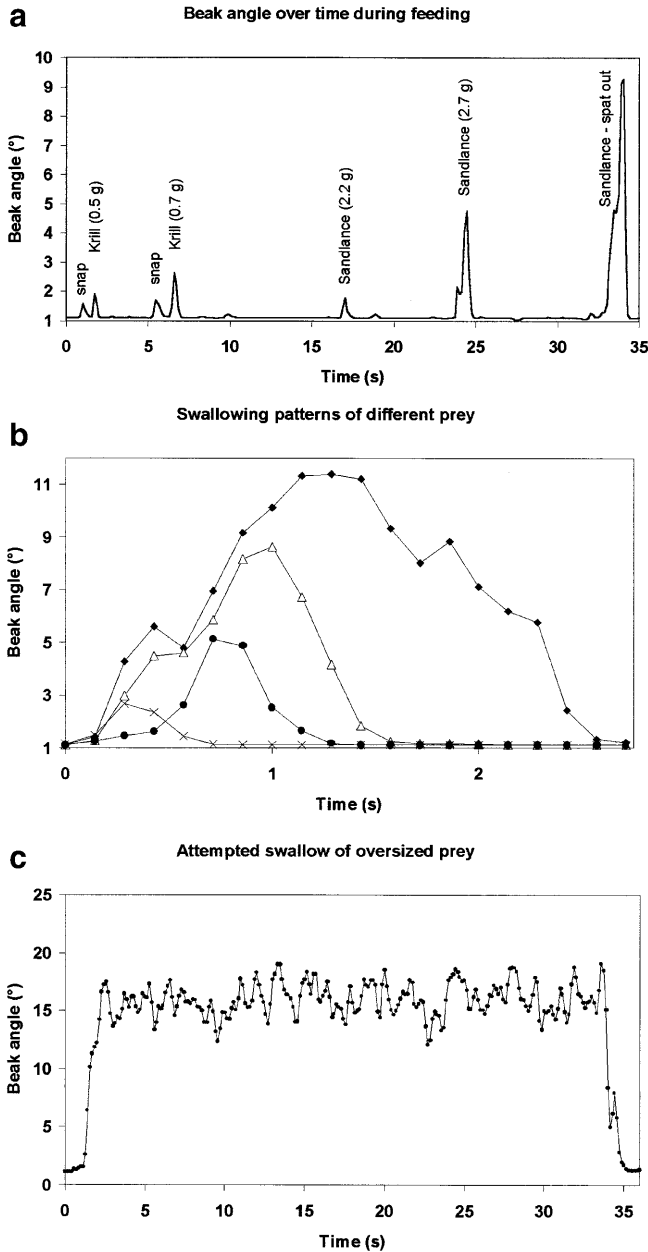 a
Beak angle over time during feeding
10
9
8
7
6
5
4
3
2
1
Beak angle (°)
snap
Krill (0.5 g)
snap
Krill (0.7 g)
Sandlance (2.2 g)
Sandlance (2.7 g)
Sandlance - spat out
0 5 10 15 20 25 30 35
Time (s)
b
Swallowing patterns of different prey
11
9
7
5
3
1
Beak angle (°)
0 1 2
Time (s)
c
Attempted swallow of oversized prey
25
20
15
10
5
0
Beak angle (°)
0 5 10 15 20 25 30 35
Time (s)